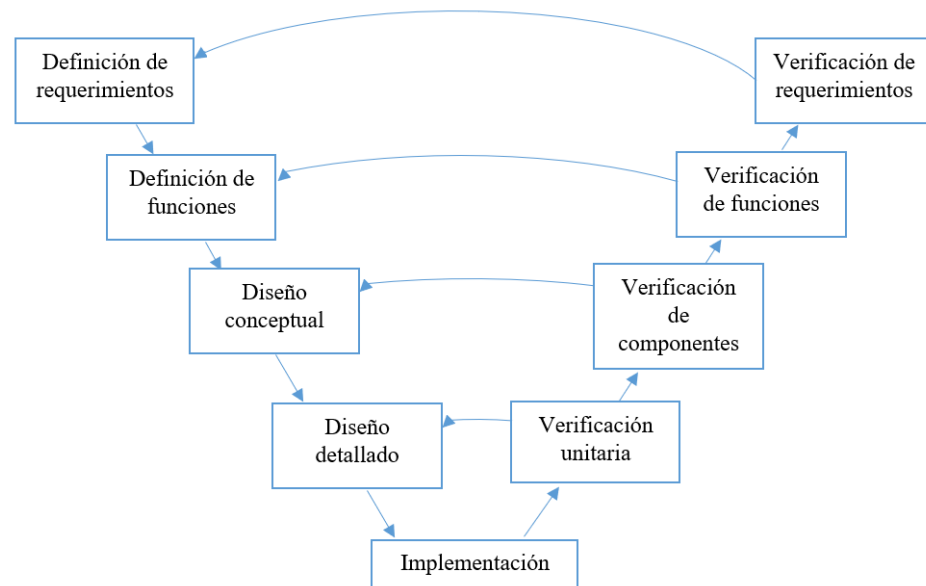 Definición de
requerimientos
Verificación de
requerimientos
Definición de
funciones
Verificación
de funciones
Diseño
conceptual
Verificación
de
componentes
Diseño
detallado
Verificación
unitaria
Implementación